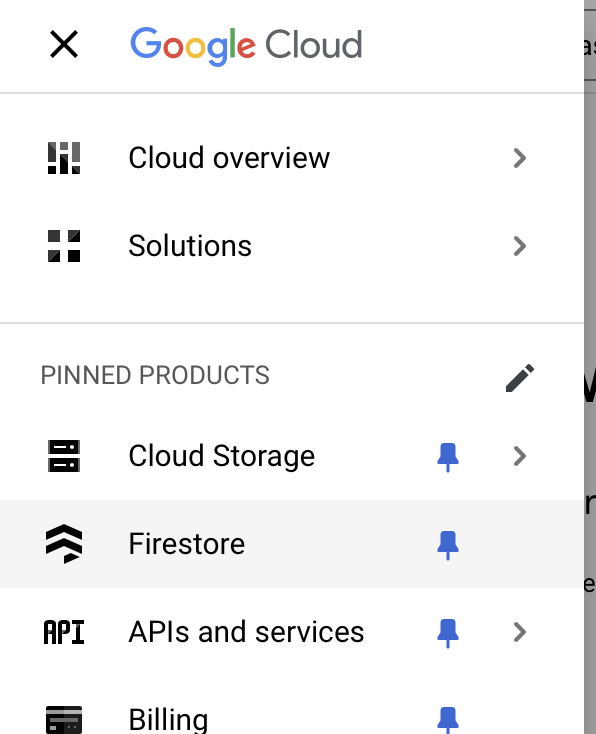 Google Cloud
Cloud overview
Solutions
PINNED PRODUCTS
Cloud Storage
Firestore
API APIs and services
Billing